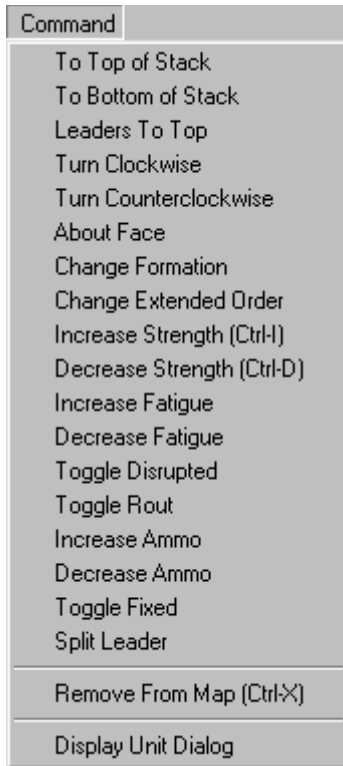 Command
To Top of Stack
To Bottom of Stack
Leaders To Top
Turn Clockwise
Turn Counterclockwise
About Face
Change Formation
Change Extended Order
Increase Strength (Ctrl-I)
Decrease Strength (Ctrl-D)
Increase Fatigue
Decrease Fatigue
Toggle Disrupted
Toggle Rout
Increase Ammo
Decrease Ammo
Toggle Fixed
Split Leader
Remove From Map (Ctrl-X)
Display Unit Dialog